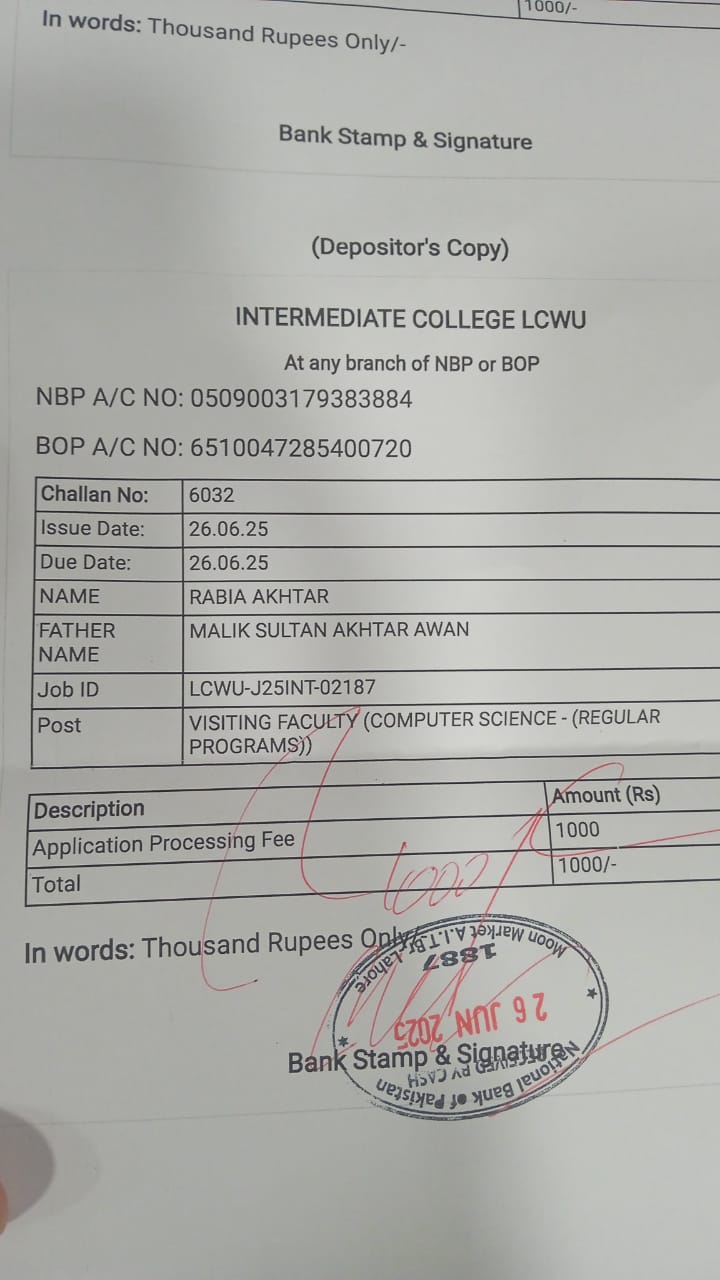 1000/-
In words: Thousand Rupees Only/-
Bank Stamp & Signature
(Depositor's Copy)
INTERMEDIATE COLLEGE LCWU
At any branch of NBP or BOP
NBP A/C NO: 0509003179383884
BOP A/C NO: 6510047285400720
Challan No: 6032
Issue Date: 26.06.25
Due Date: 26.06.25
NAME RABIA AKHTAR
FATHER NAME MALIK SULTAN AKHTAR AWAN
Job ID LCWU-J25INT-02187
Post VISITING FACULTY (COMPUTER SCIENCE - (REGULAR
PROGRAMS))
Description Amount (Rs)
Application Processing Fee 1000
Total 1000/-
1000
In words: Thousand Rupees Only/-
Bank Stamp & Signature
National Bank of Pakistan
RECEIVED BY CASH
26 JUN 2025
1887
Moon Market A.I.T Br. Lahore